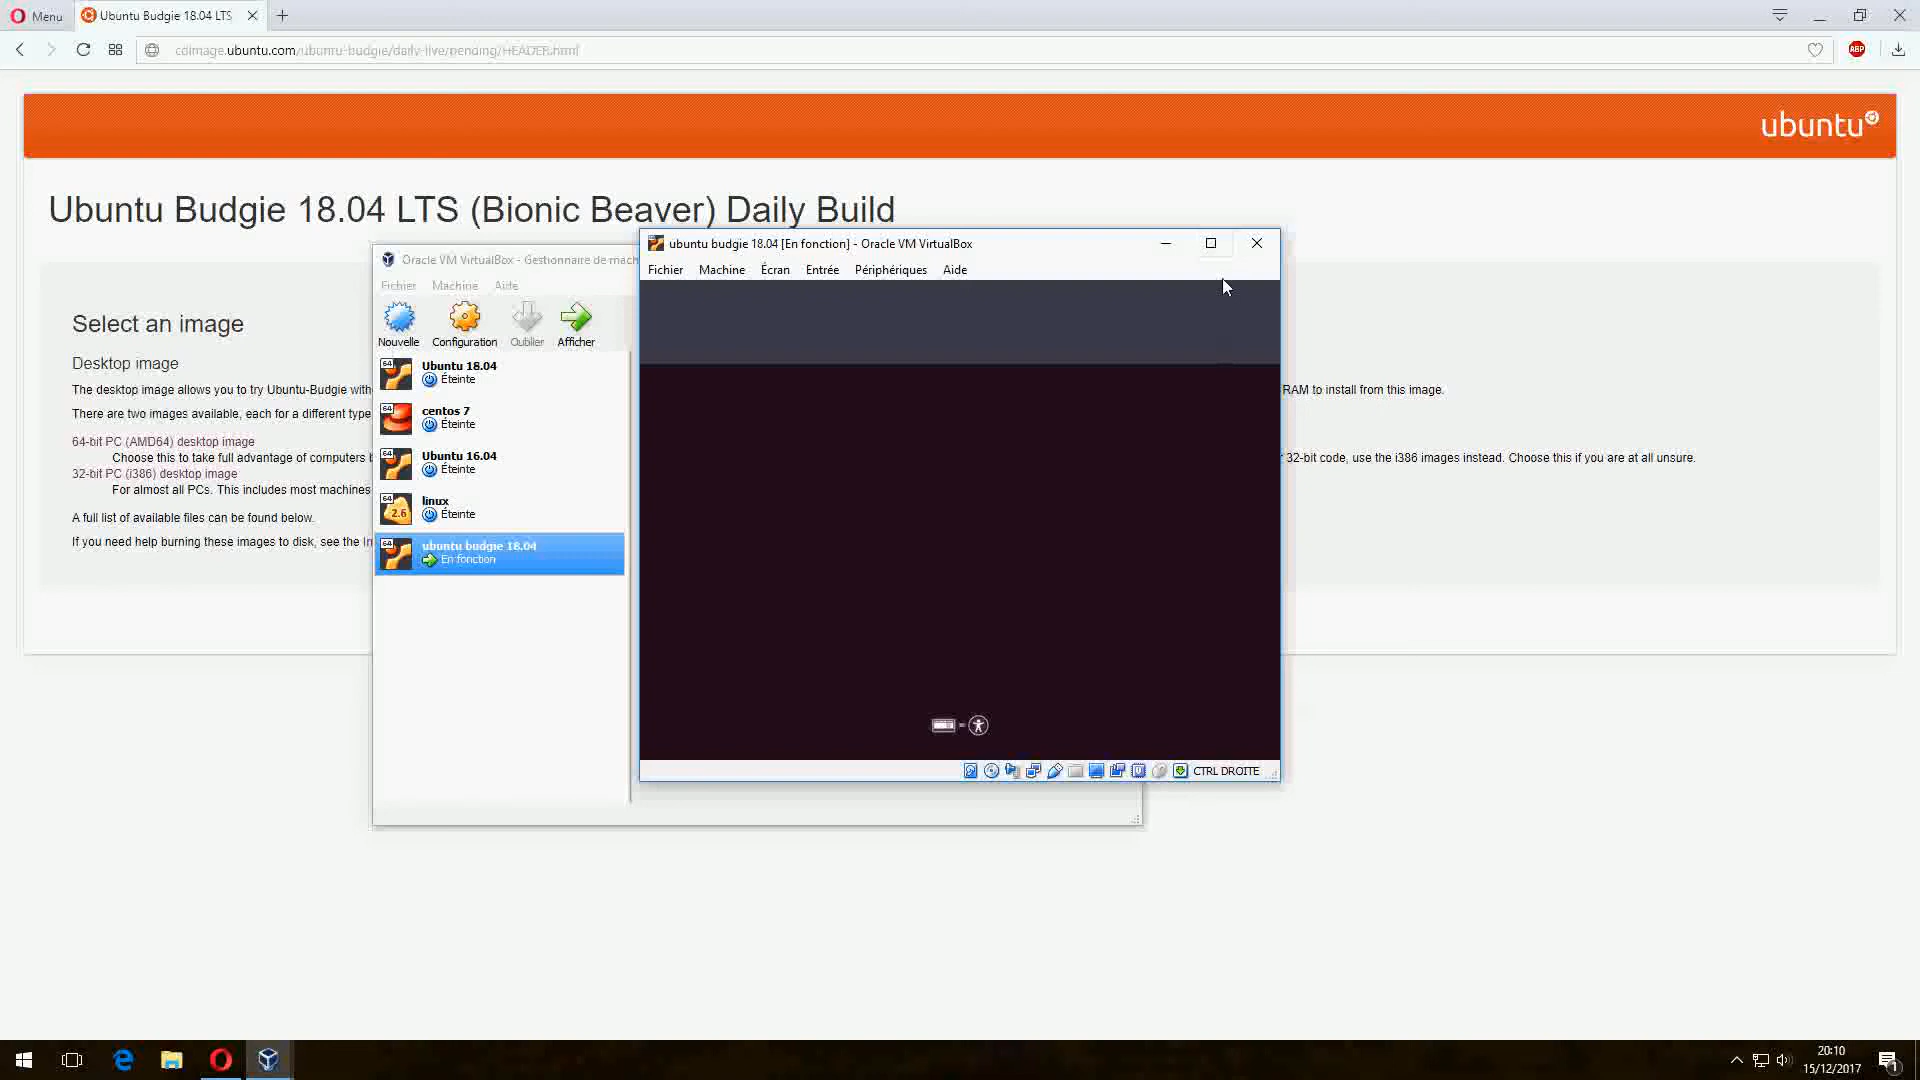 Menu
Ubuntu Budgie 18.04 LTS
cdimage.ubuntu.com/ubuntu-budgie/daily-live/pending/HEADER.html
ABP
ubuntu
Ubuntu Budgie 18.04 LTS (Bionic Beaver) Daily Build
Select an image
Desktop image
The desktop image allows you to try Ubuntu-Budgie with
RAM to install from this image.
There are two images available, each for a different type
64-bit PC (AMD64) desktop image
Choose this to take full advantage of computers
32-bit code, use the i386 images instead. Choose this if you are at all unsure.
32-bit PC (i386) desktop image
For almost all PCs. This includes most machines
A full list of available files can be found below.
If you need help burning these images to disk, see the
Oracle VM VirtualBox - Gestionnaire de mach
Fichier Machine Aide
Nouvelle Configuration Oublier Afficher
64
Ubuntu 18.04
Éteinte
64
centos 7
Éteinte
64
Ubuntu 16.04
Éteinte
64
2.6
linux
Éteinte
64
ubuntu budgie 18.04
En fonction
ubuntu budgie 18.04 [En fonction] - Oracle VM VirtualBox
Fichier Machine Écran Entrée Périphériques Aide
CTRL DROITE
20:10
15/12/2017
1